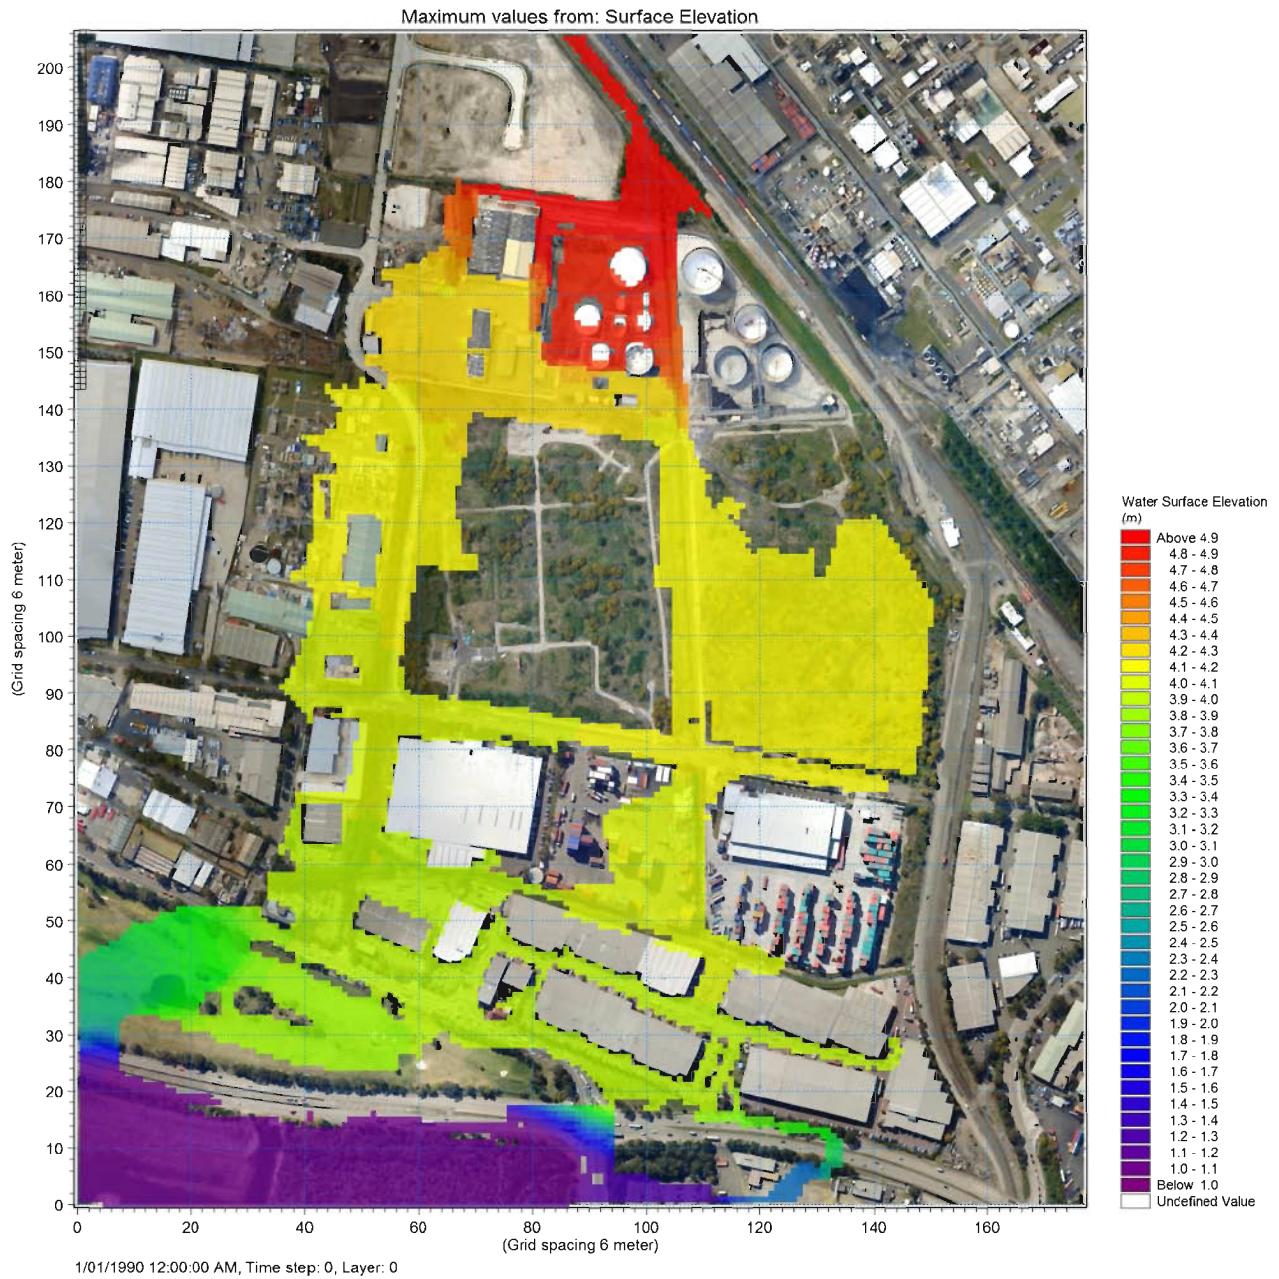 Maximum values from: Surface Elevation
200
190
180
170
160
150
140
130
120
110
100
90
80
70
60
50
40
30
20
10
0
(Grid spacing 6 meter)
0 20 40 60 80 100 120 140 160
(Grid spacing 6 meter)
1/01/1990 12:00:00 AM, Time step: 0, Layer: 0
Water Surface Elevation
(m)
Above 4.9
4.8 - 4.9
4.7 - 4.8
4.6 - 4.7
4.5 - 4.6
4.4 - 4.5
4.3 - 4.4
4.2 - 4.3
4.1 - 4.2
4.0 - 4.1
3.9 - 4.0
3.8 - 3.9
3.7 - 3.8
3.6 - 3.7
3.5 - 3.6
3.4 - 3.5
3.3 - 3.4
3.2 - 3.3
3.1 - 3.2
3.0 - 3.1
2.9 - 3.0
2.8 - 2.9
2.7 - 2.8
2.6 - 2.7
2.5 - 2.6
2.4 - 2.5
2.3 - 2.4
2.2 - 2.3
2.1 - 2.2
2.0 - 2.1
1.9 - 2.0
1.8 - 1.9
1.7 - 1.8
1.6 - 1.7
1.5 - 1.6
1.4 - 1.5
1.3 - 1.4
1.2 - 1.3
1.1 - 1.2
1.0 - 1.1
Below 1.0
Undefined Value